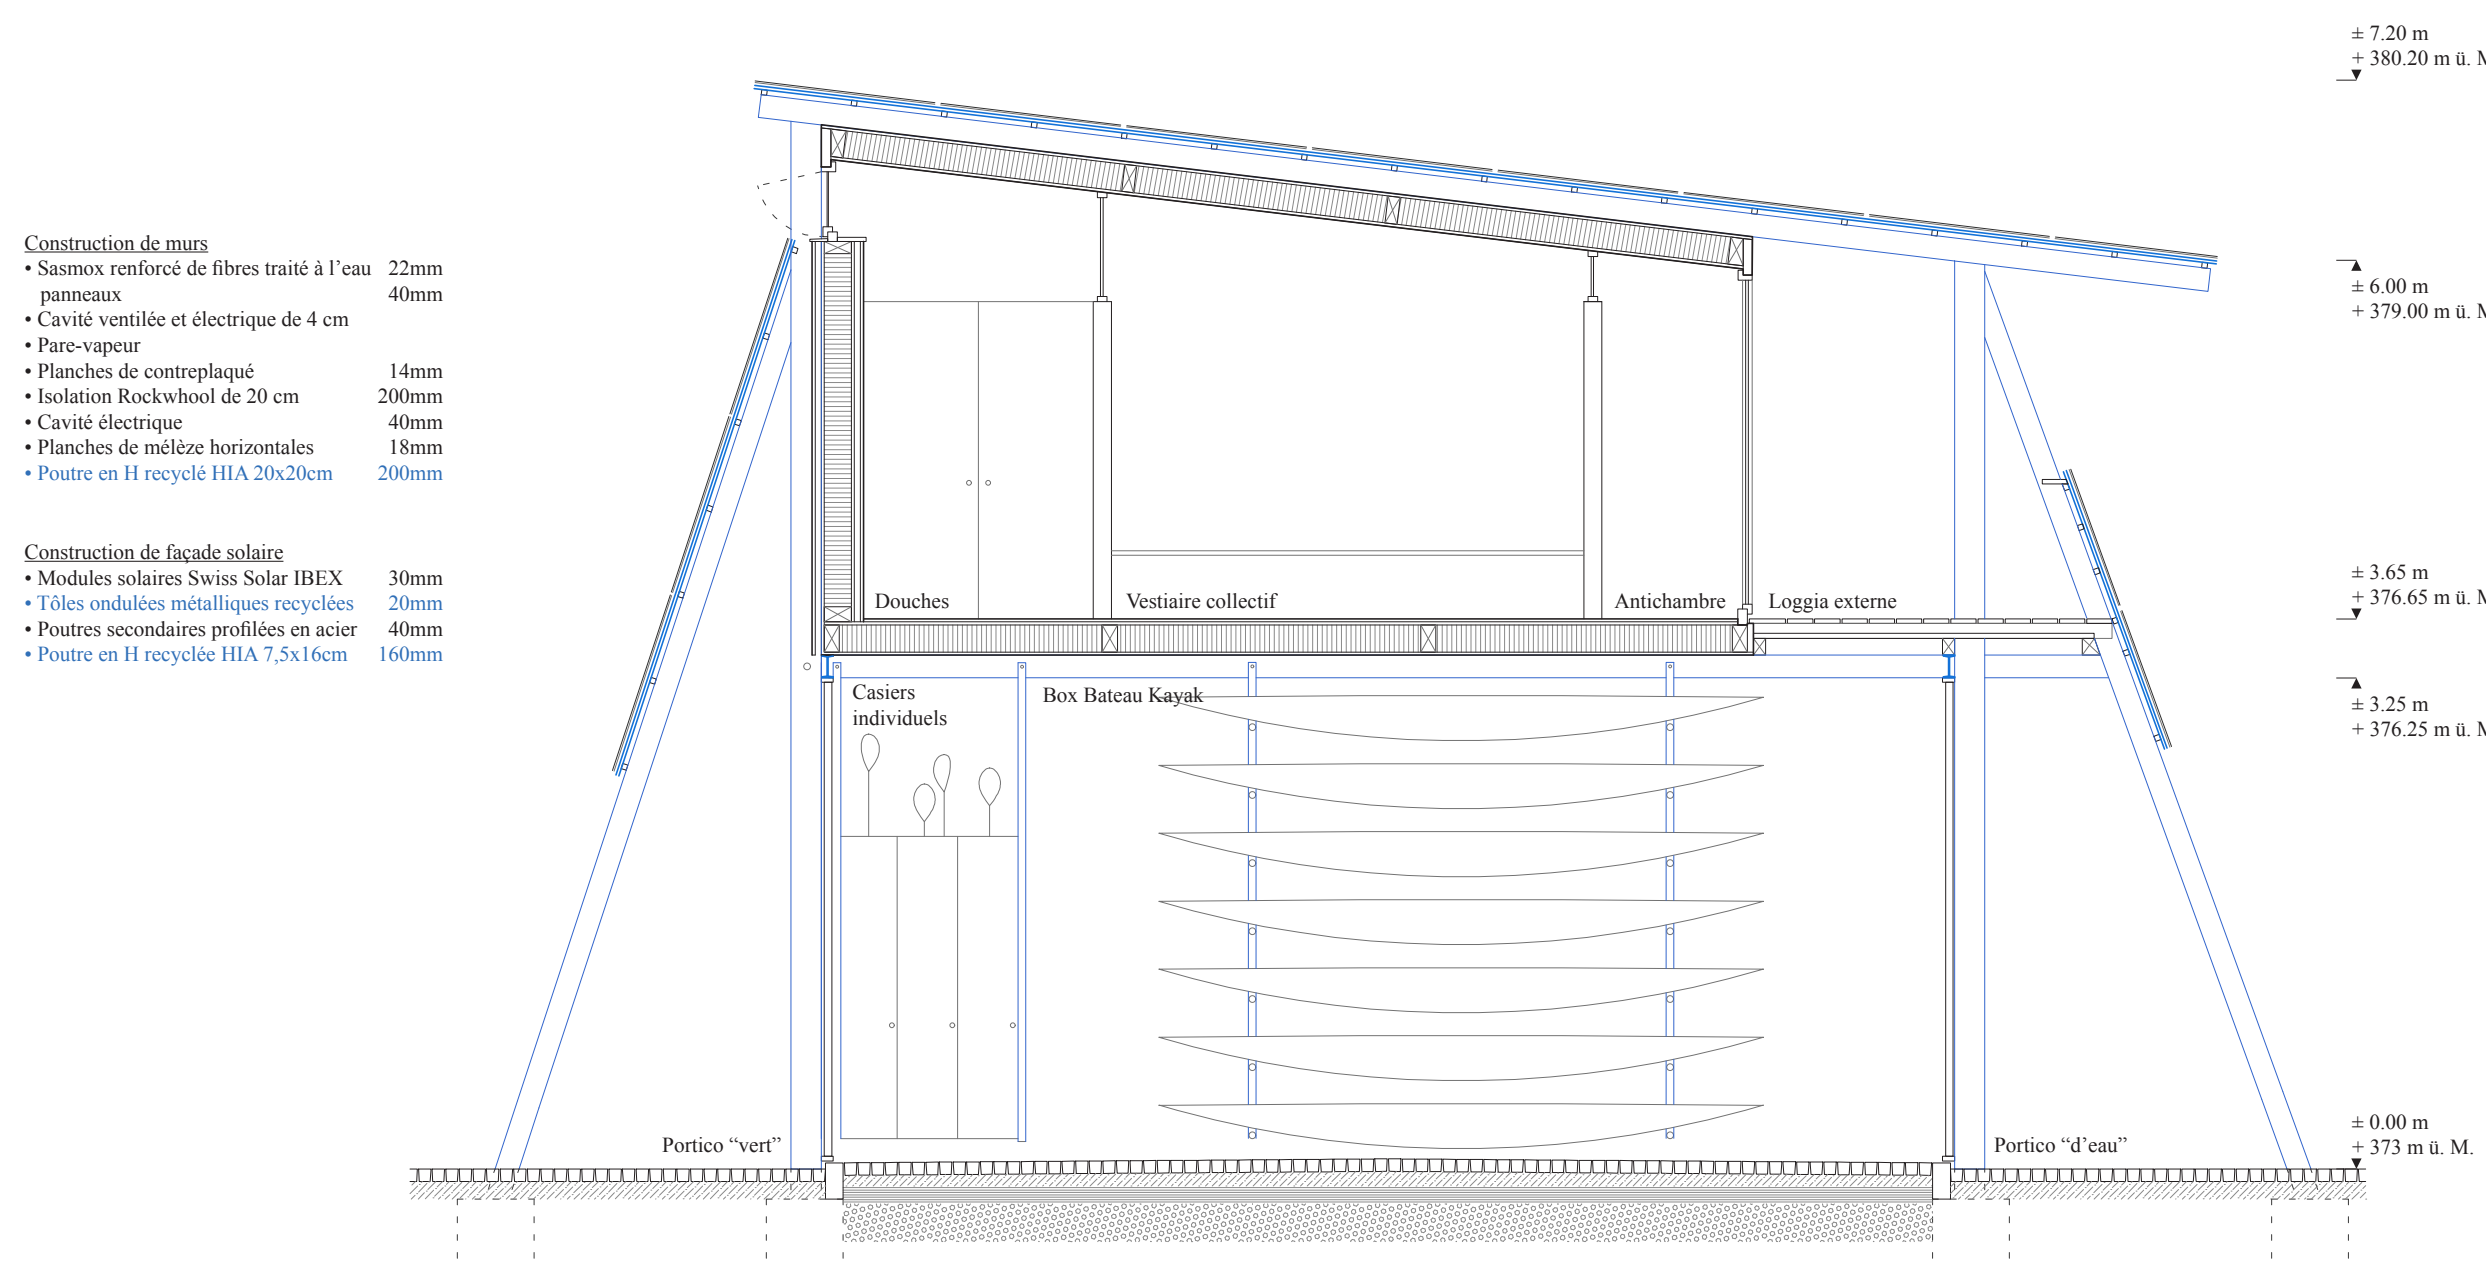 Construction de murs
• Sasmox renforcé de fibres traité à l’eau 22mm
panneaux 40mm
• Cavité ventilée et électrique de 4 cm
• Pare-vapeur
• Planches de contreplaqué 14mm
• Isolation Rockwhool de 20 cm 200mm
• Cavité électrique 40mm
• Planches de mélèze horizontales 18mm
• Poutre en H recyclé HIA 20x20cm 200mm
Construction de façade solaire
• Modules solaires Swiss Solar IBEX 30mm
• Tôles ondulées métalliques recyclées 20mm
• Poutres secondaires profilées en acier 40mm
• Poutre en H recyclée HIA 7,5x16cm 160mm
Douches
Vestiaire collectif
Antichambre
Loggia externe
Casiers
individuels
Box Bateau Kayak
Portico “vert”
Portico “d’eau”
± 7.20 m
+ 380.20 m ü. M
± 6.00 m
+ 379.00 m ü. M
± 3.65 m
+ 376.65 m ü. M
± 3.25 m
+ 376.25 m ü. M
± 0.00 m
+ 373 m ü. M.